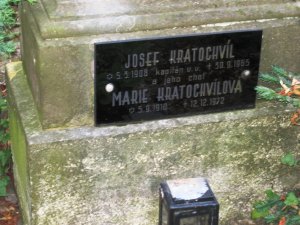 JOSEF KRATOCHVÍL
✩ 5.5.1908 kapitán v.v. ✝ 30.9.1965
a jeho choť
MARIE KRATOCHVÍLOVÁ
✩ 5.9.1910 ✝ 12.12.1972